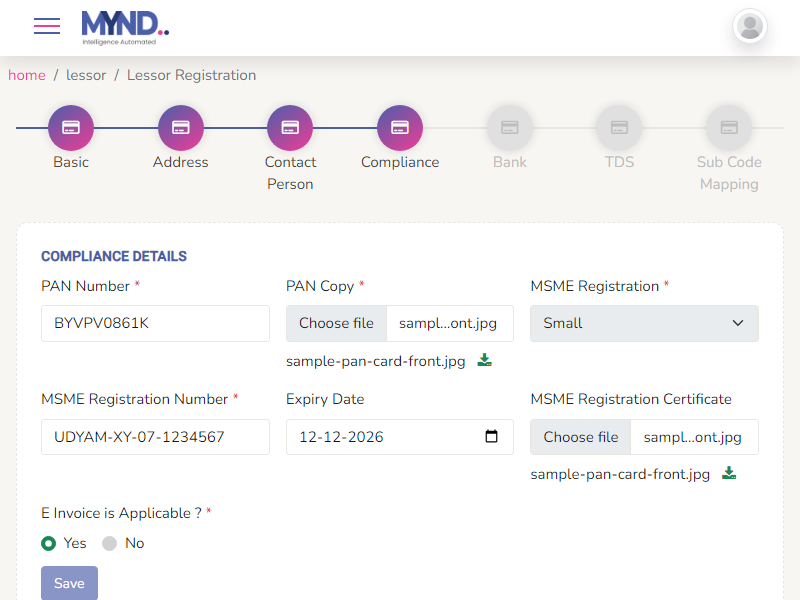 MYND..
Intelligence Automated
home / lessor / Lessor Registration
Basic Address Contact Person Compliance Bank TDS Sub Code Mapping
COMPLIANCE DETAILS
PAN Number * PAN Copy * MSME Registration *
BYVPV0861K Choose file sampl...ont.jpg Small
sample-pan-card-front.jpg
MSME Registration Number * Expiry Date MSME Registration Certificate
UDYAM-XY-07-1234567 12-12-2026 Choose file sampl...ont.jpg
sample-pan-card-front.jpg
E Invoice is Applicable ? *
Yes No
Save